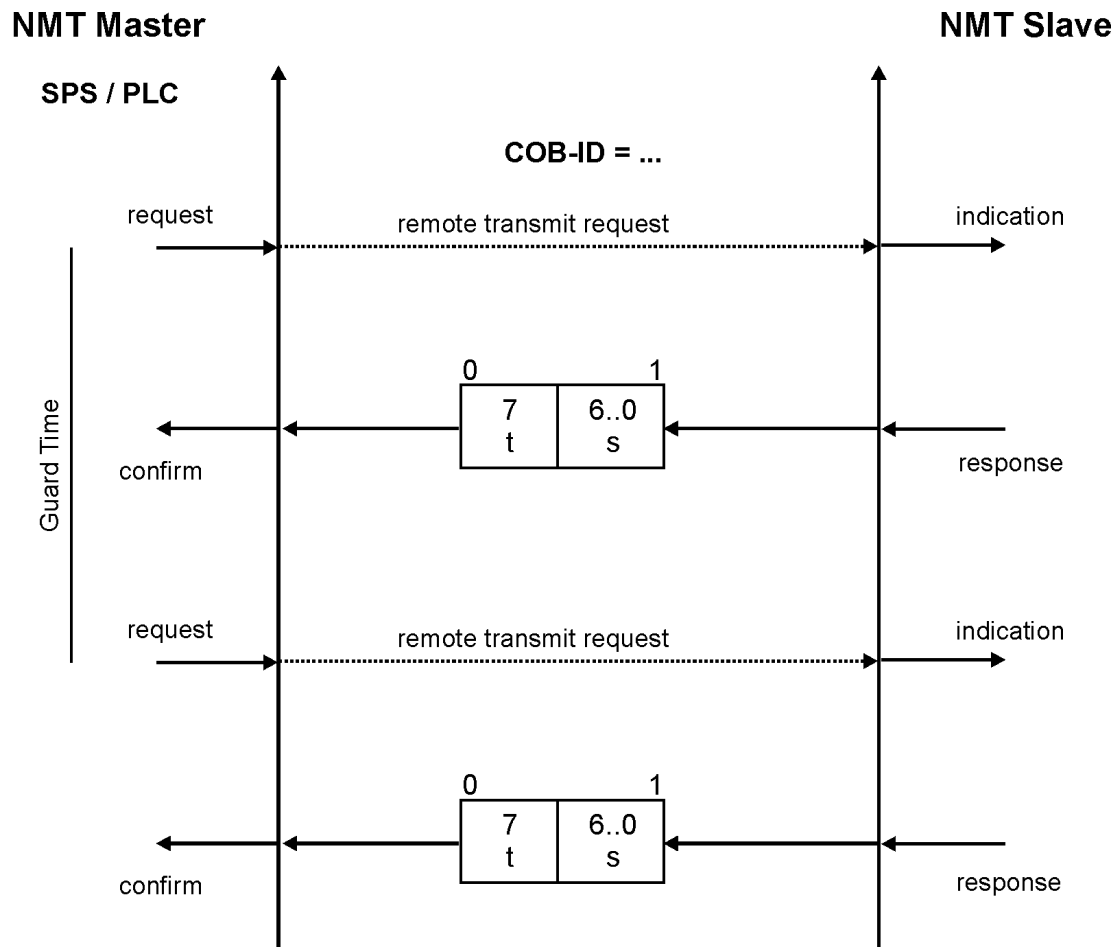 NMT Master
NMT Slave
SPS / PLC
COB-ID = ...
request
remote transmit request
indication
0 1
7 6..0
t s
confirm
response
Guard Time
request
remote transmit request
indication
0 1
7 6..0
t s
confirm
response